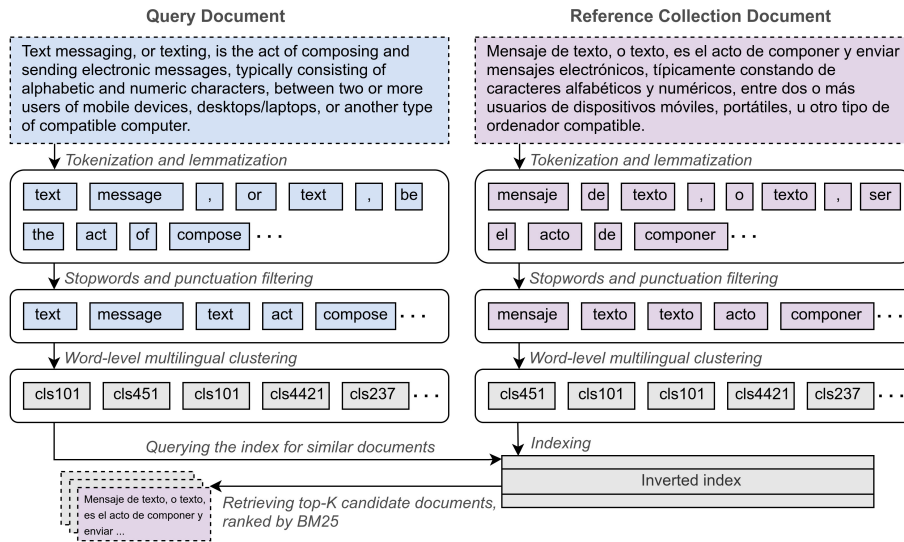 Query Document
Text messaging, or texting, is the act of composing and
sending electronic messages, typically consisting of
alphabetic and numeric characters, between two or more
users of mobile devices, desktops/laptops, or another type
of compatible computer.
Tokenization and lemmatization
text message , or text , be
the act of compose ...
Stopwords and punctuation filtering
text message text act compose ...
Word-level multilingual clustering
cls101 cls451 cls101 cls4421 cls237 ...
Reference Collection Document
Mensaje de texto, o texto, es el acto de componer y enviar
mensajes electrónicos, típicamente constando de
caracteres alfabéticos y numéricos, entre dos o más
usuarios de dispositivos móviles, portátiles, u otro tipo de
ordenador compatible.
Tokenization and lemmatization
mensaje de texto , o texto , ser
el acto de componer ...
Stopwords and punctuation filtering
mensaje texto texto acto componer ...
Word-level multilingual clustering
cls451 cls101 cls101 cls4421 cls237 ...
Querying the index for similar documents
Indexing
Inverted index
Retrieving top-K candidate documents,
ranked by BM25
Mensaje de texto, o texto,
es el acto de componer y
enviar ...